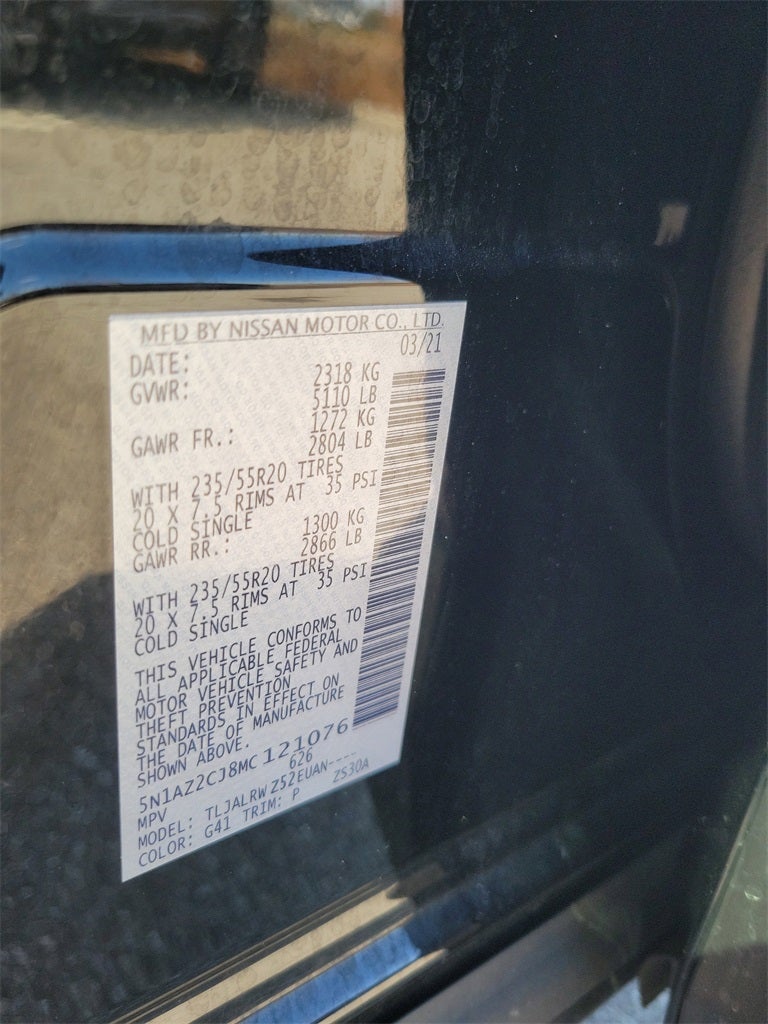 MFD BY NISSAN MOTOR CO., LTD.
DATE: 03/21
GVWR: 2318 KG
5110 LB
GAWR FR.: 1272 KG
2804 LB
WITH 235/55R20 TIRES
20 X 7.5 RIMS AT 35 PSI
COLD SINGLE
GAWR RR.: 1300 KG
2866 LB
WITH 235/55R20 TIRES
20 X 7.5 RIMS AT 35 PSI
COLD SINGLE
THIS VEHICLE CONFORMS TO
ALL APPLICABLE FEDERAL
MOTOR VEHICLE SAFETY AND
THEFT PREVENTION
STANDARDS IN EFFECT ON
THE DATE OF MANUFACTURE
SHOWN ABOVE.
5N1AZ2CJ8MC121076
MPV 626
MODEL: TLJALRWZ52EUAN----
COLOR: G41 TRIM: P ZS30A